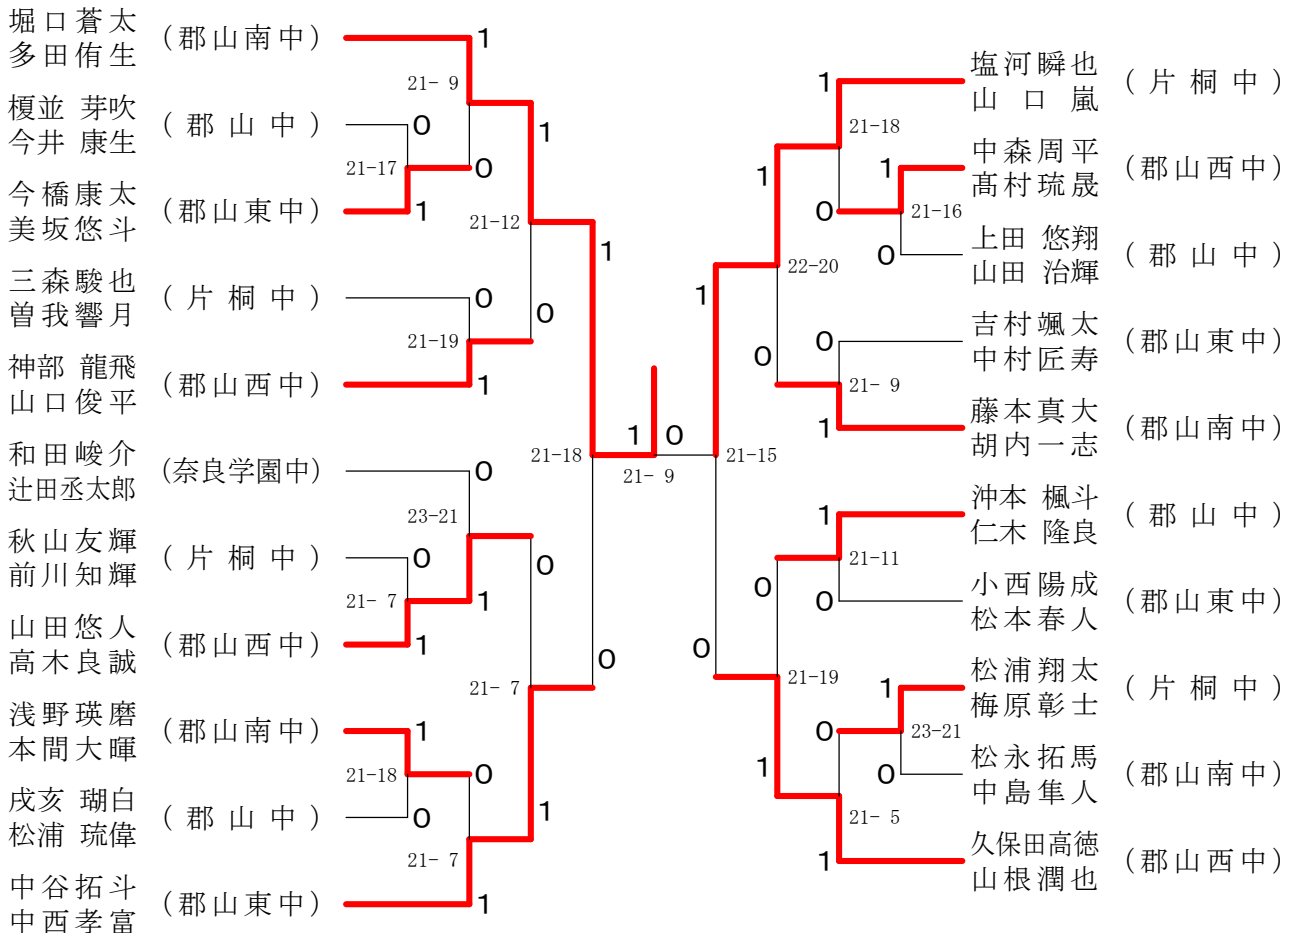 堀口蒼太
多田侑生
(郡山南中)
榎並 芽吹
今井 康生
(郡山中)
今橋康太
美坂悠斗
(郡山東中)
三森駿也
曽我響月
(片桐中)
神部 龍飛
山口俊平
(郡山西中)
和田峻介
辻田丞太郎
(奈良学園中)
秋山友輝
前川知輝
(片桐中)
山田悠人
高木良誠
(郡山西中)
浅野瑛磨
本間大暉
(郡山南中)
戌亥 瑚白
松浦 琉偉
(郡山中)
中谷拓斗
中西孝富
(郡山東中)
1
21- 9
0
0
21-17
1
1
21-12
0
0
21-19
1
1
21-18
0
0
23-21
0
21- 7
1
1
0
21- 7
1
1
21-18
0
0
21- 7
1
1
0
21- 9
塩河瞬也
山口嵐
(片桐中)
中森周平
髙村琉晟
(郡山西中)
上田 悠翔
山田 治輝
(郡山中)
吉村颯太
中村匠寿
(郡山東中)
藤本真大
胡内一志
(郡山南中)
沖本 楓斗
仁木 隆良
(郡山中)
小西陽成
松本春人
(郡山東中)
松浦翔太
梅原彰士
(片桐中)
松永拓馬
中島隼人
(郡山南中)
久保田高徳
山根潤也
(郡山西中)
1
21-18
1
1
0
21-16
0
22-20
1
0
0
21- 9
1
21-15
1
21-11
0
0
0
21-19
1
0
23-21
0
1
21- 5
1